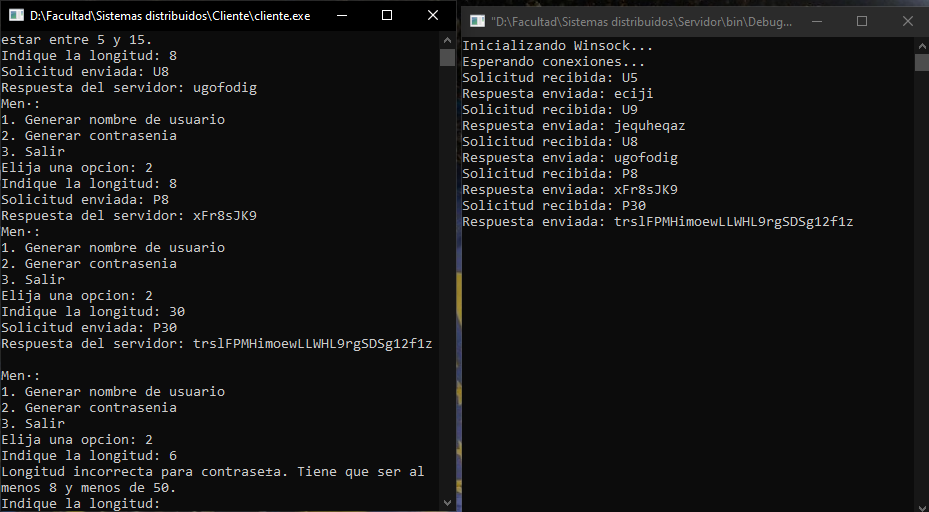 D:\Facultad\Sistemas distribuidos\Cliente\cliente.exe
estar entre 5 y 15.
Indique la longitud: 8
Solicitud enviada: U8
Respuesta del servidor: ugofodig
Men·:
1. Generar nombre de usuario
2. Generar contrasenia
3. Salir
Elija una opcion: 2
Indique la longitud: 8
Solicitud enviada: P8
Respuesta del servidor: xFr8sJK9
Men·:
1. Generar nombre de usuario
2. Generar contrasenia
3. Salir
Elija una opcion: 2
Indique la longitud: 30
Solicitud enviada: P30
Respuesta del servidor: trslFPMHimoewLLWHL9rgSDSg12f1z
Men·:
1. Generar nombre de usuario
2. Generar contrasenia
3. Salir
Elija una opcion: 2
Indique la longitud: 6
Longitud incorrecta para contrase±a. Tiene que ser al
menos 8 y menos de 50.
Indique la longitud:
"D:\Facultad\Sistemas distribuidos\Servidor\bin\Debug...
Inicializando Winsock...
Esperando conexiones...
Solicitud recibida: U5
Respuesta enviada: eciji
Solicitud recibida: U9
Respuesta enviada: jequheqaz
Solicitud recibida: U8
Respuesta enviada: ugofodig
Solicitud recibida: P8
Respuesta enviada: xFr8sJK9
Solicitud recibida: P30
Respuesta enviada: trslFPMHimoewLLWHL9rgSDSg12f1z